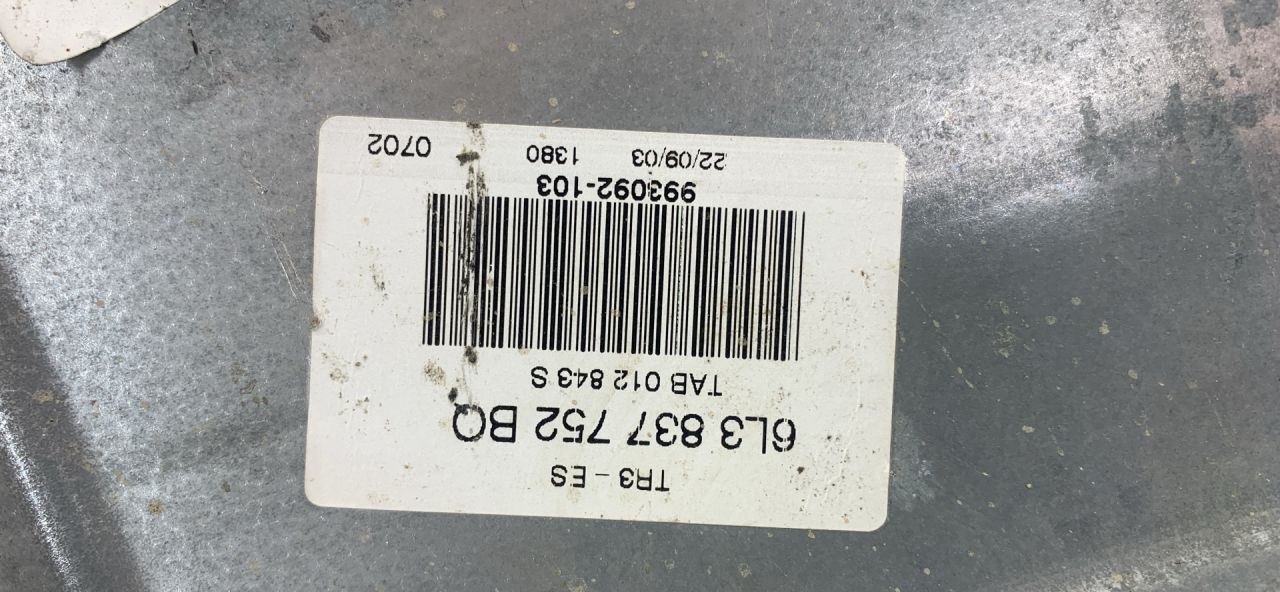 TR3 - ES
6L3 837 752 BQ
TAB 012 843 S
993092-103
22/09/03 1380 0702